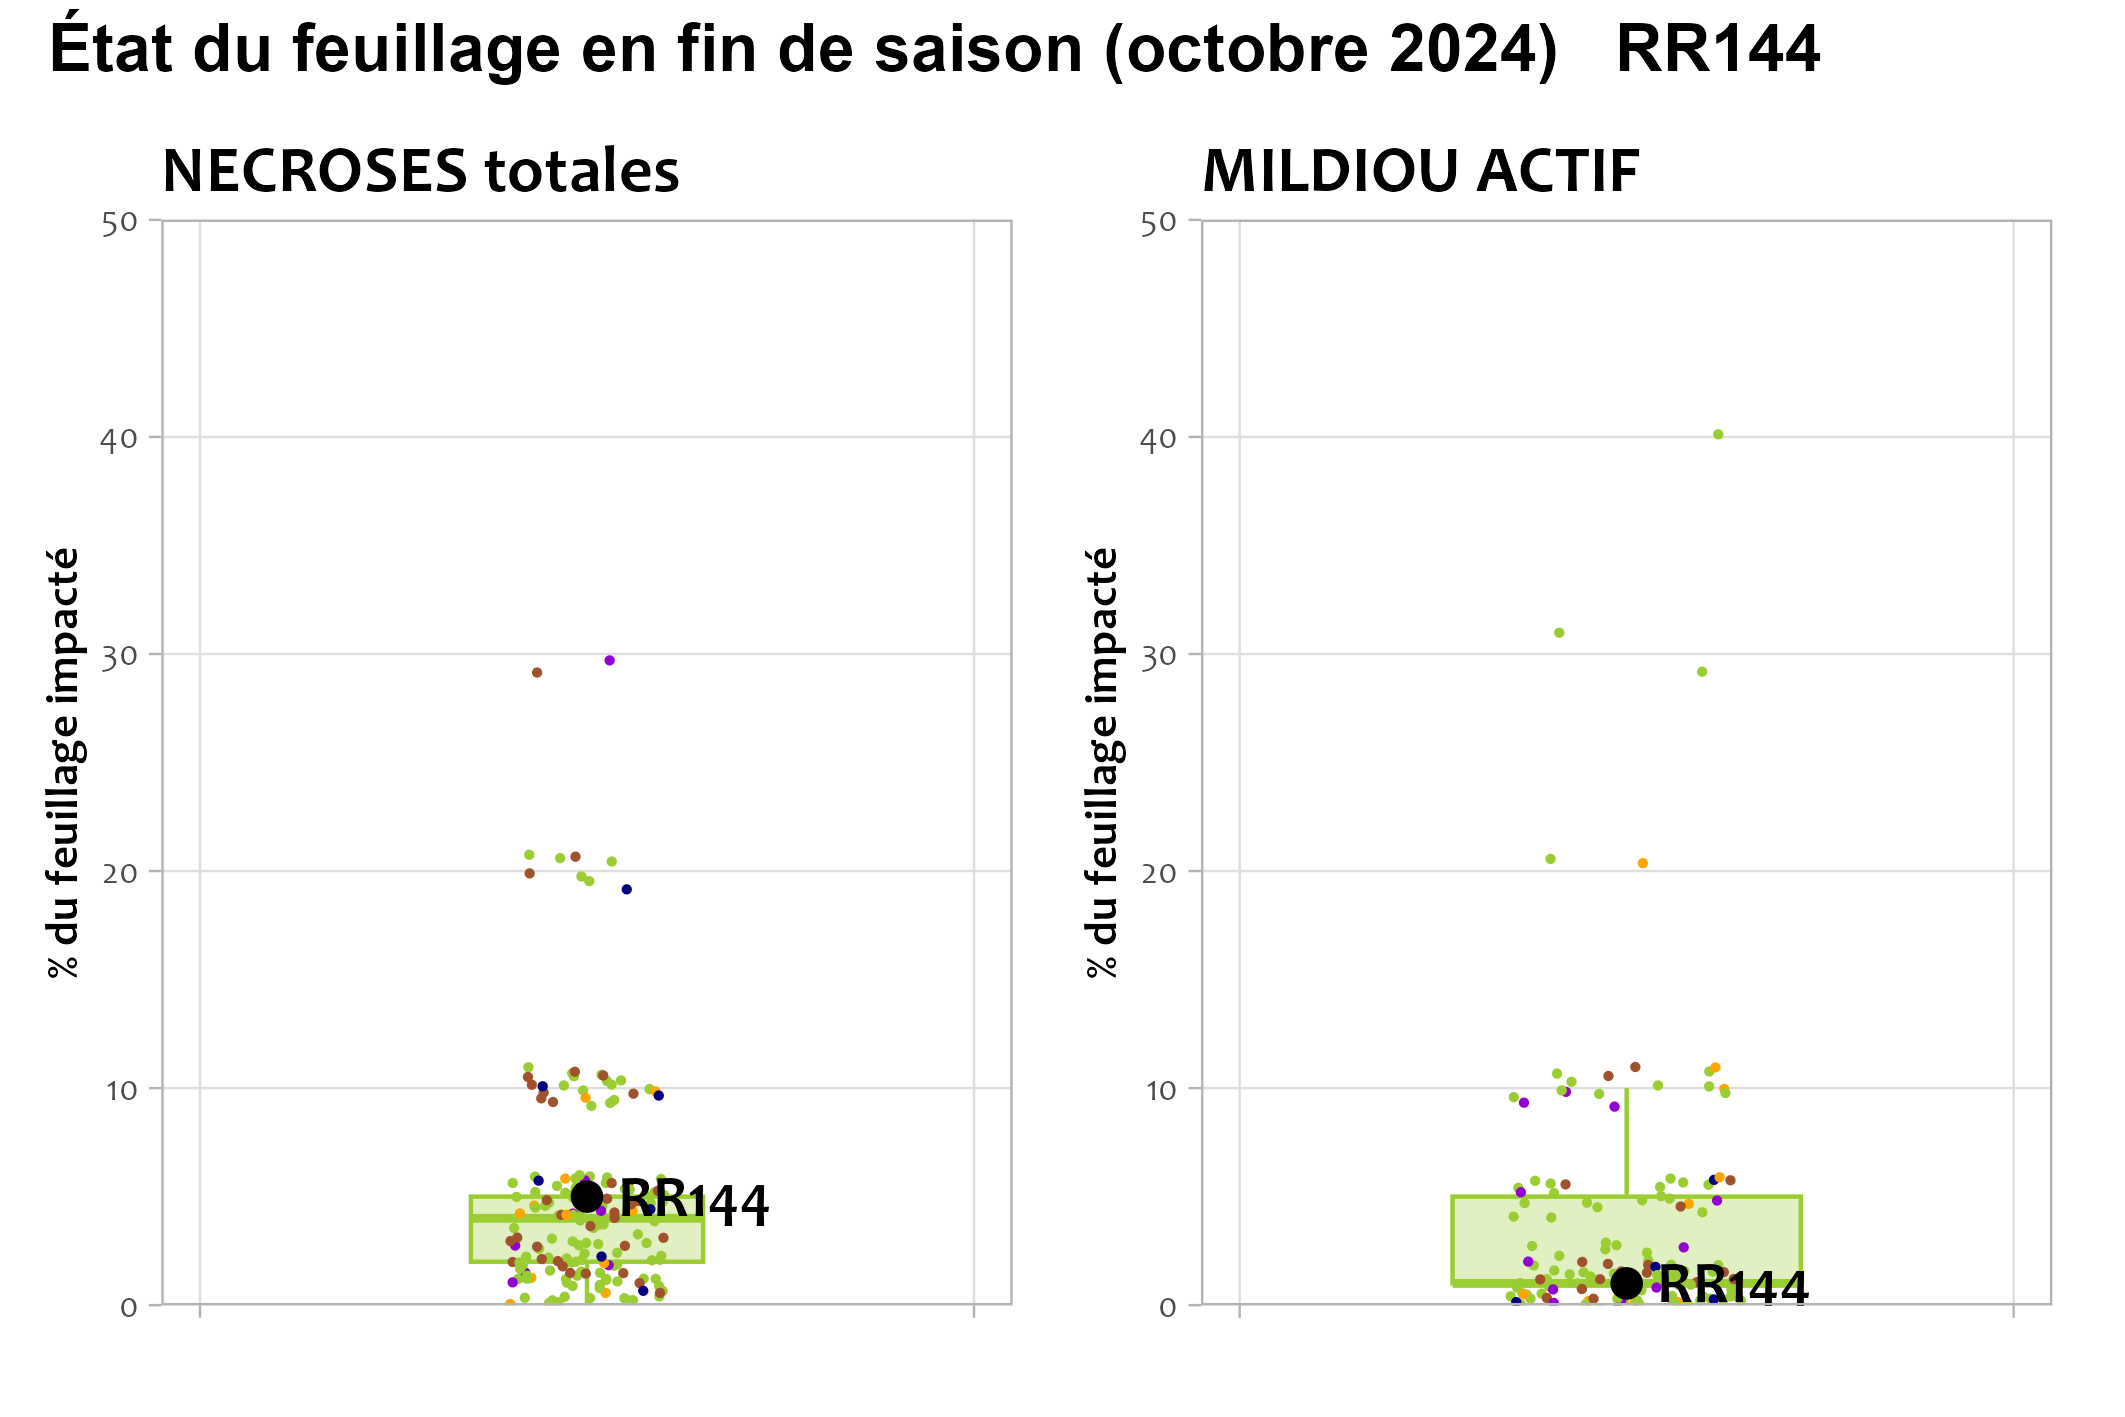 État du feuillage en fin de saison (octobre 2024) RR144
NECROSES totales
% du feuillage impacté
50
40
30
20
10
0
RR144
MILDIOU ACTIF
% du feuillage impacté
50
40
30
20
10
0
RR144